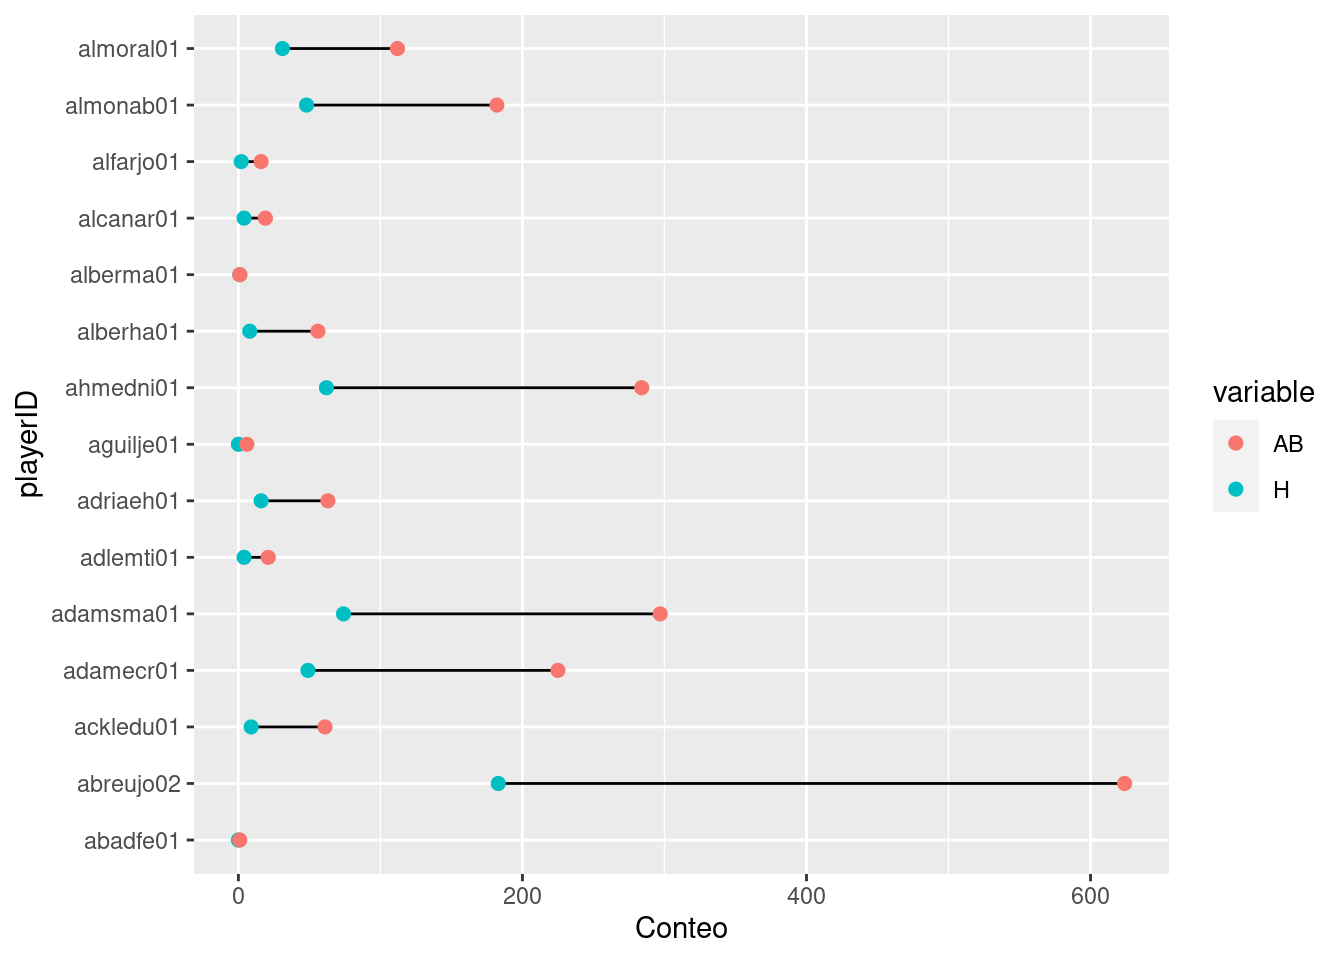 almoral01
almonab01
alfarjo01
alcanar01
alberma01
alberha01
ahmedni01
aguilje01
adriaeh01
adlemti01
adamsma01
adamecr01
ackledu01
abreujo02
abadfe01
playerID
0 200 400 600
Conteo
variable
AB
H